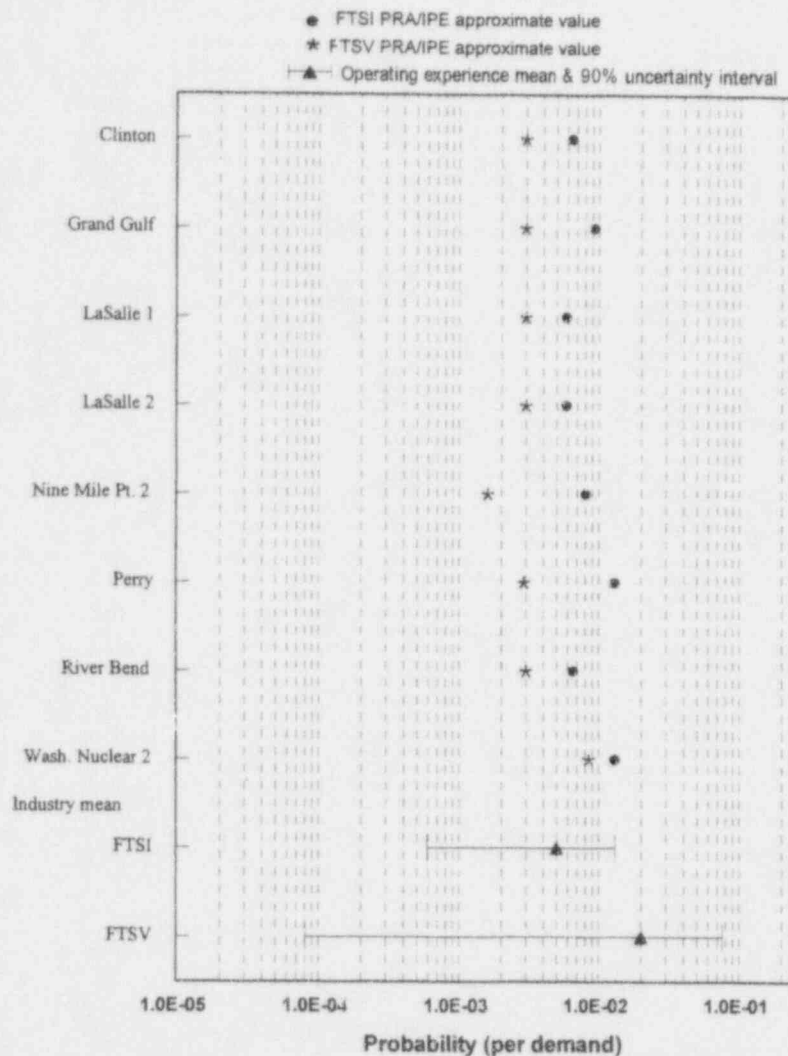 FTSI PRA/IPE approximate value
FTSV PRA/IPE approximate value
Operating experience mean & 90% uncertainty interval
Clinton
Grand Gulf
LaSalle 1
LaSalle 2
Nine Mile Pt. 2
Perry
River Bend
Wash. Nuclear 2
Industry mean
FTSI
FTSV
1.0E-05 1.0E-04 1.0E-03 1.0E-02 1.0E-01
Probability (per demand)